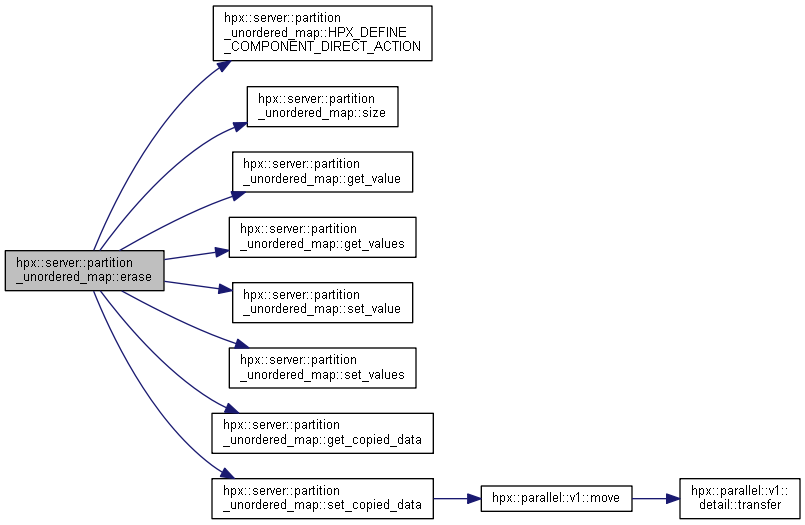 hpx::server::partition
_unordered_map::HPX_DEFINE
_COMPONENT_DIRECT_ACTION
hpx::server::partition
_unordered_map::size
hpx::server::partition
_unordered_map::get_value
hpx::server::partition
_unordered_map::get_values
hpx::server::partition
_unordered_map::erase
hpx::server::partition
_unordered_map::set_value
hpx::server::partition
_unordered_map::set_values
hpx::server::partition
_unordered_map::get_copied_data
hpx::server::partition
_unordered_map::set_copied_data
hpx::parallel::v1::move
hpx::parallel::v1::
detail::transfer